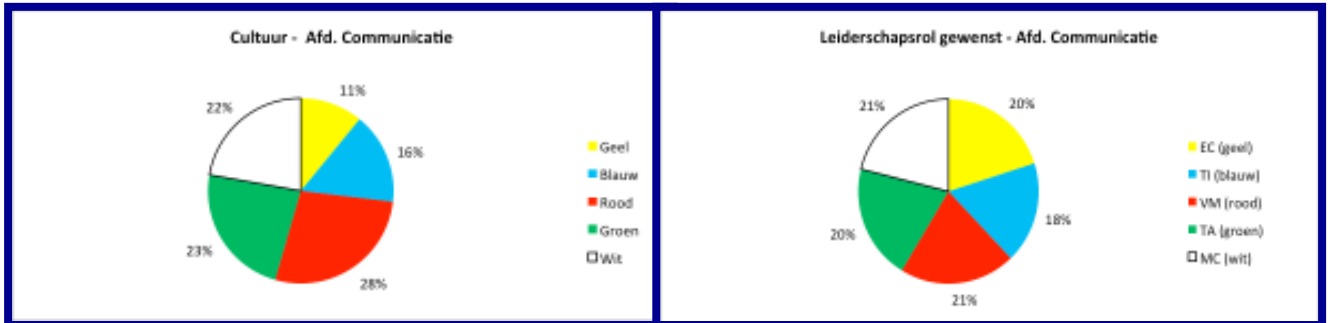 Cultuur - Afd. Communicatie
11%
16%
28%
23%
22%
Geel
Blauw
Rood
Groen
Wit
Leiderschapsrol gewenst - Afd. Communicatie
20%
18%
21%
20%
21%
EC (geel)
TI (blauw)
VM (rood)
TA (groen)
MC (wit)